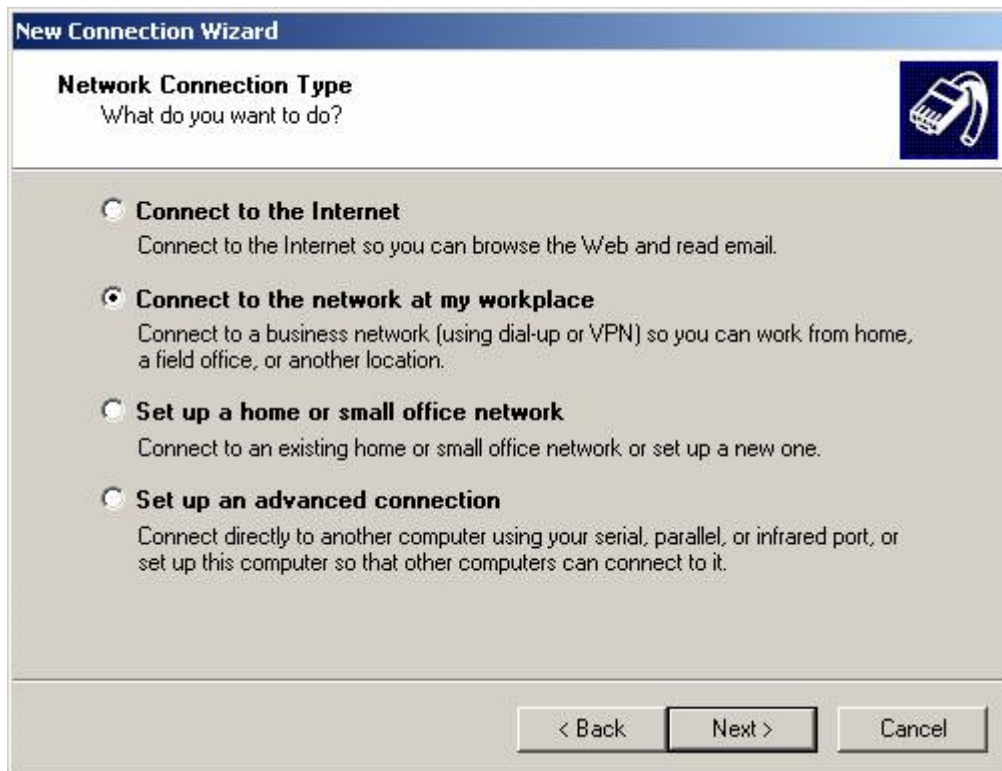 New Connection Wizard
Network Connection Type
What do you want to do?
Connect to the Internet
Connect to the Internet so you can browse the Web and read email.
Connect to the network at my workplace
Connect to a business network (using dial-up or VPN) so you can work from home,
a field office, or another location.
Set up a home or small office network
Connect to an existing home or small office network or set up a new one.
Set up an advanced connection
Connect directly to another computer using your serial, parallel, or infrared port, or
set up this computer so that other computers can connect to it.
< Back Next > Cancel